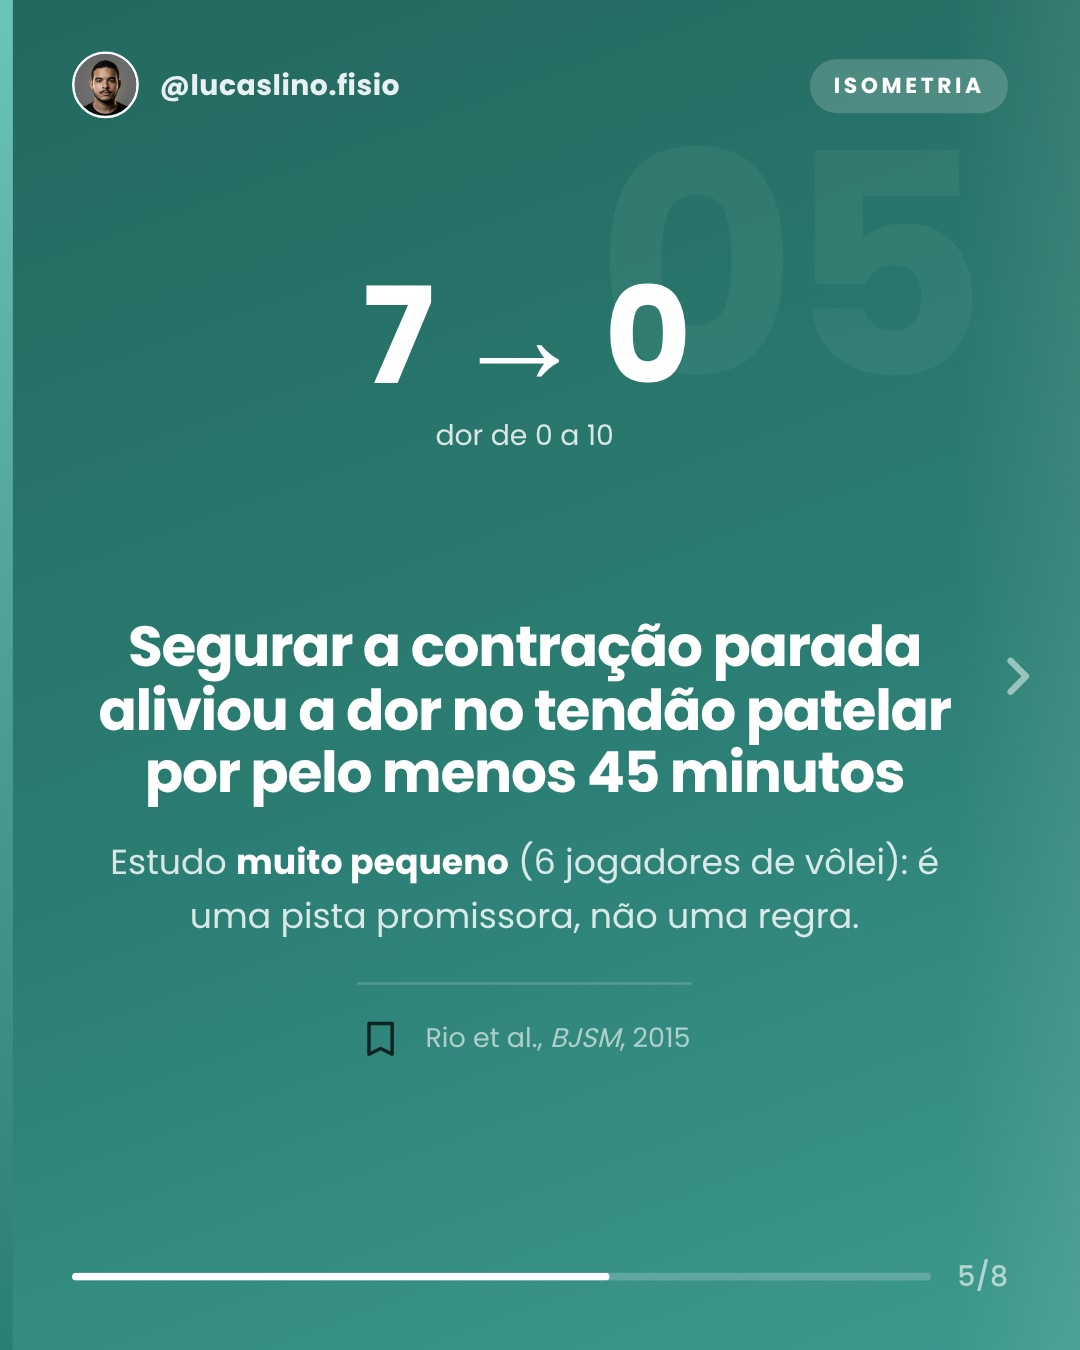 @lucaslino.fisio
ISOMETRIA
05
7 → 0
dor de 0 a 10
Segurar a contração parada
aliviou a dor no tendão patelar
por pelo menos 45 minutos
Estudo muito pequeno (6 jogadores de vôlei): é
uma pista promissora, não uma regra.
Rio et al., BJSM, 2015
5/8